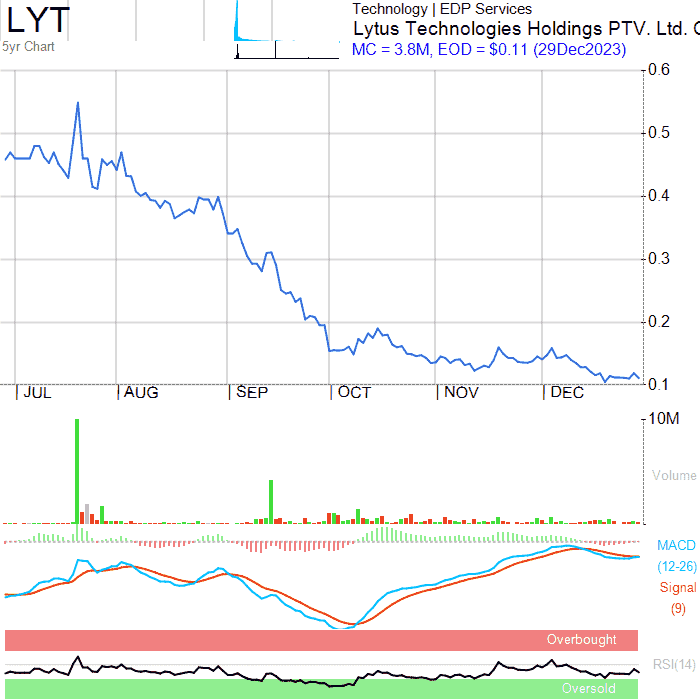 LYT
5yr Chart
Technology | EDP Services
Lytus Technologies Holdings PTV. Ltd. C
MC = 3.8M, EOD = $0.11 (29Dec2023)
0.6
0.5
0.4
0.3
0.2
0.1
JUL AUG SEP OCT NOV DEC
10M
Volume
MACD
(12-26)
Signal
(9)
Overbought
RSI(14)
Oversold